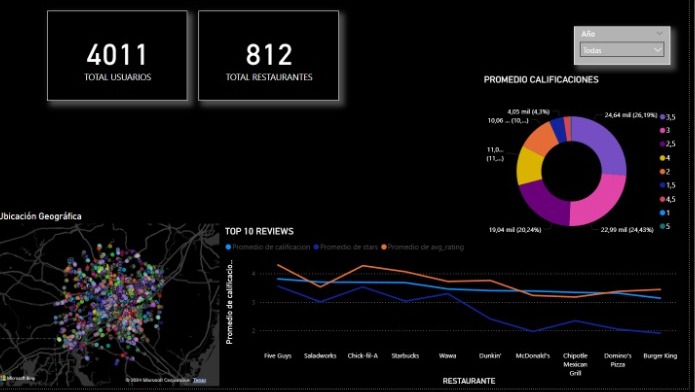 4011
TOTAL USUARIOS
812
TOTAL RESTAURANTES
Año
Todas
PROMEDIO CALIFICACIONES
4,05 mil (4,3%)
10,06 ... (10,...)
11,0...
(11,...)
19,04 mil (20,24%)
24,64 mil (26,19%)
22,99 mil (24,43%)
3,5
3
2,5
4
2
1,5
4,5
1
5
Ubicación Geográfica
Microsoft Bing
© 2024 Microsoft Corporation Terms
TOP 10 REVIEWS
Promedio de calificacion Promedio de stars Promedio de avg_rating
Promedio de calificacio...
4
3
2
Five Guys
Saladworks
Chick-fil-A
Starbucks
Wawa
Dunkin'
McDonald's
Chipotle
Mexican
Grill
Domino's
Pizza
Burger King
RESTAURANTE